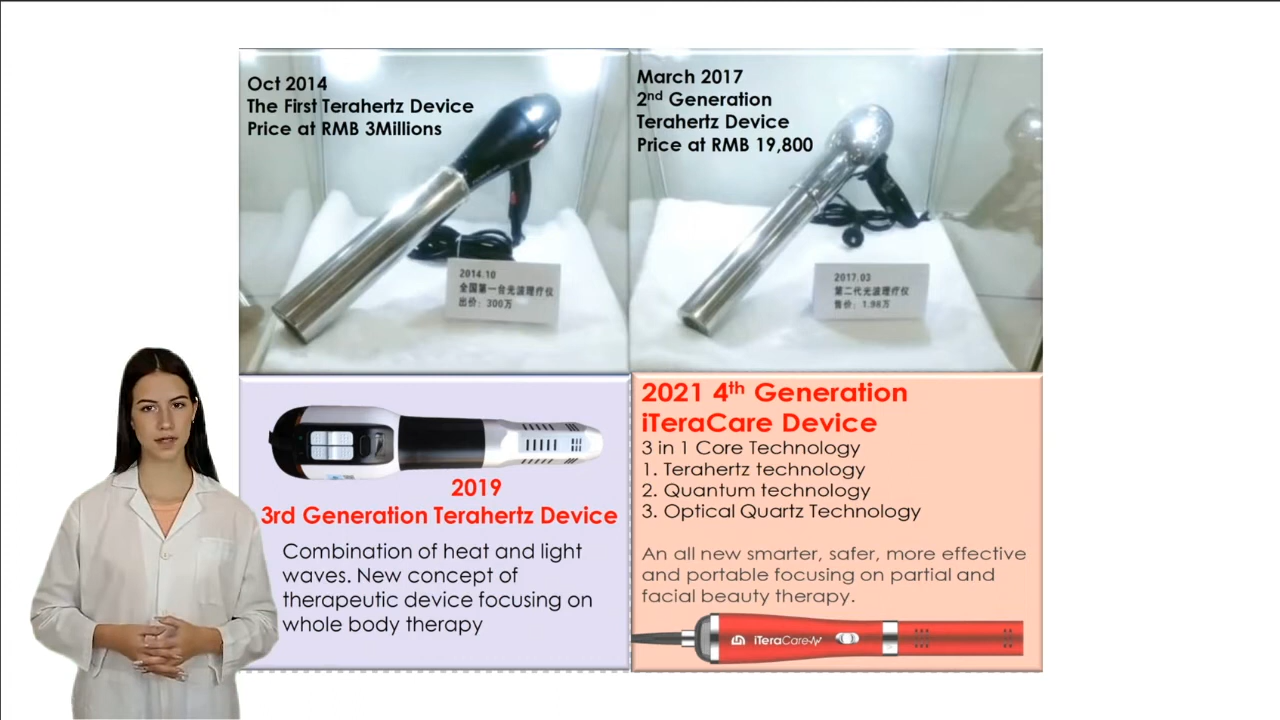 Oct 2014
The First Terahertz Device
Price at RMB 3Millions
2014.10
全国第一台光波理疗仪
出价: 300万
March 2017
2nd Generation
Terahertz Device
Price at RMB 19,800
2017.03
第二代光波理疗仪
售价: 1.98万
2019
3rd Generation Terahertz Device
Combination of heat and light
waves. New concept of
therapeutic device focusing on
whole body therapy
2021 4th Generation
iTeraCare Device
3 in 1 Core Technology
1. Terahertz technology
2. Quantum technology
3. Optical Quartz Technology
An all new smarter, safer, more effective
and portable focusing on partial and
facial beauty therapy.
iTeraCare